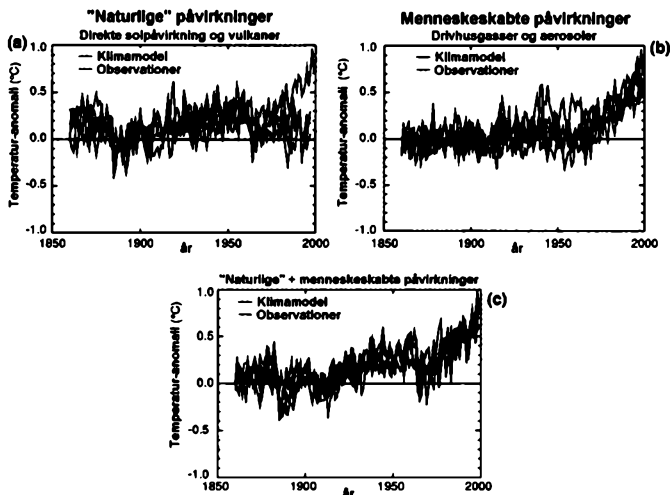 "Naturlige" påvirkninger
Direkte solpåvirkning og vulkaner
(a)
1.0
0.5
0.0
-0.5
-1.0
Temperatur-anomali (°C)
Klimamodel
Observationer
1850
1900
1950
2000
år
Menneskeskabte påvirkninger
Drivhusgasser og aerosoler
(b)
1.0
0.5
0.0
-0.5
-1.0
Temperatur-anomali (°C)
Klimamodel
Observationer
1850
1900
1950
2000
år
"Naturlige" + menneskeskabte påvirkninger
(c)
1.0
0.5
0.0
-0.5
-1.0
Temperatur-anomali (°C)
Klimamodel
Observationer
1850
1900
1950
2000
år